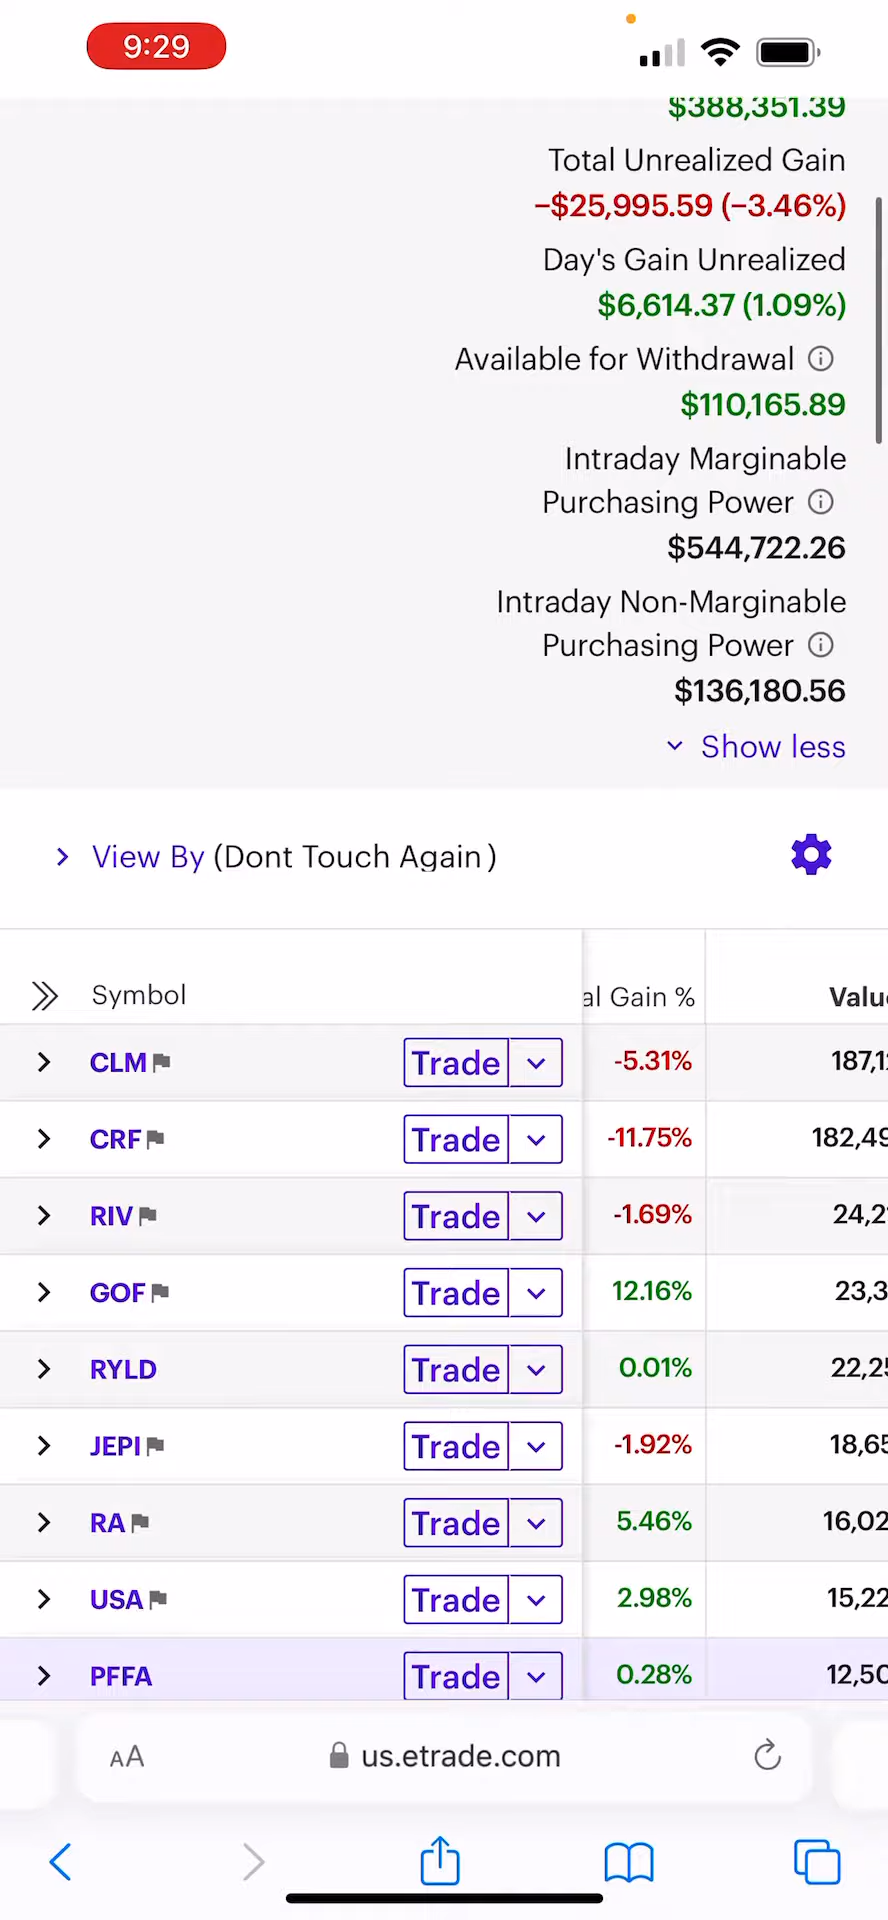 9:29
$388,351.39
Total Unrealized Gain
−$25,995.59 (−3.46%)
Day's Gain Unrealized
$6,614.37 (1.09%)
Available for Withdrawal
$110,165.89
Intraday Marginable
Purchasing Power
$544,722.26
Intraday Non-Marginable
Purchasing Power
$136,180.56
Show less
View By (Dont Touch Again)
Symbol al Gain % Valu
CLM Trade -5.31% 187,1
CRF Trade -11.75% 182,49
RIV Trade -1.69% 24,2
GOF Trade 12.16% 23,3
RYLD Trade 0.01% 22,25
JEPI Trade -1.92% 18,65
RA Trade 5.46% 16,02
USA Trade 2.98% 15,22
PFFA Trade 0.28% 12,50
AA us.etrade.com